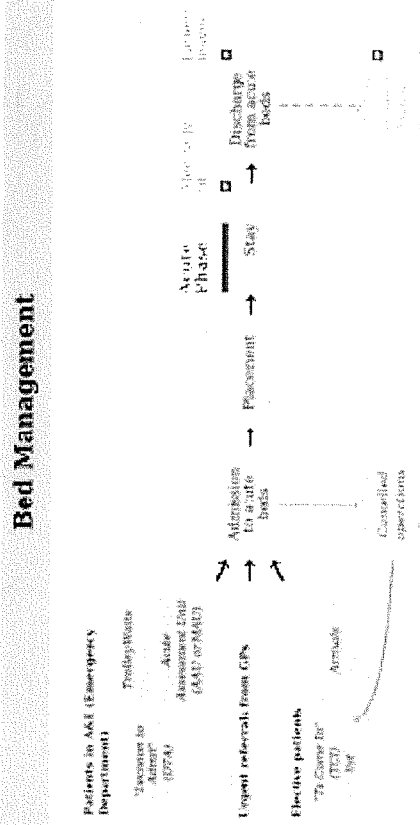 Bed Management
Patients in A&E (Emergency
Department)
"Decision to
Admit"
(DTA)
Trolley Waits
Acute
Assessment Unit
(AAU or MAU)
Urgent referrals from GPs
Elective patients
"To Come In"
(TCI)
list
Arrivals
Admission
to acute
beds
Cancelled
operations
Placement
Acute
Phase
Stay
Discharge
from acute
beds